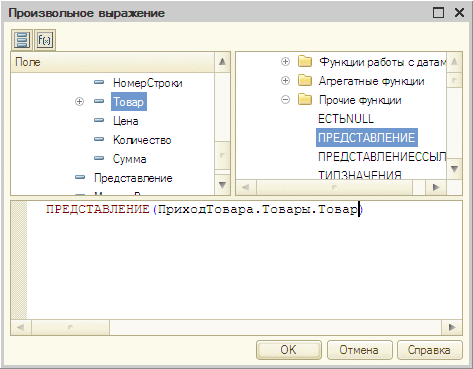 Произвольное выражение
Поле
НомерСтроки
Товар
Цена
Количество
Сумма
Представление
Функции работы с датам
Агрегатные функции
Прочие функции
ЕСТЬNULL
ПРЕДСТАВЛЕНИЕ
ПРЕДСТАВЛЕНИЕССЫЛ
ТИПЗНАЧЕНИЯ
ПРЕДСТАВЛЕНИЕ(ПриходТовара.Товары.Товар)
OK
Отмена
Справка